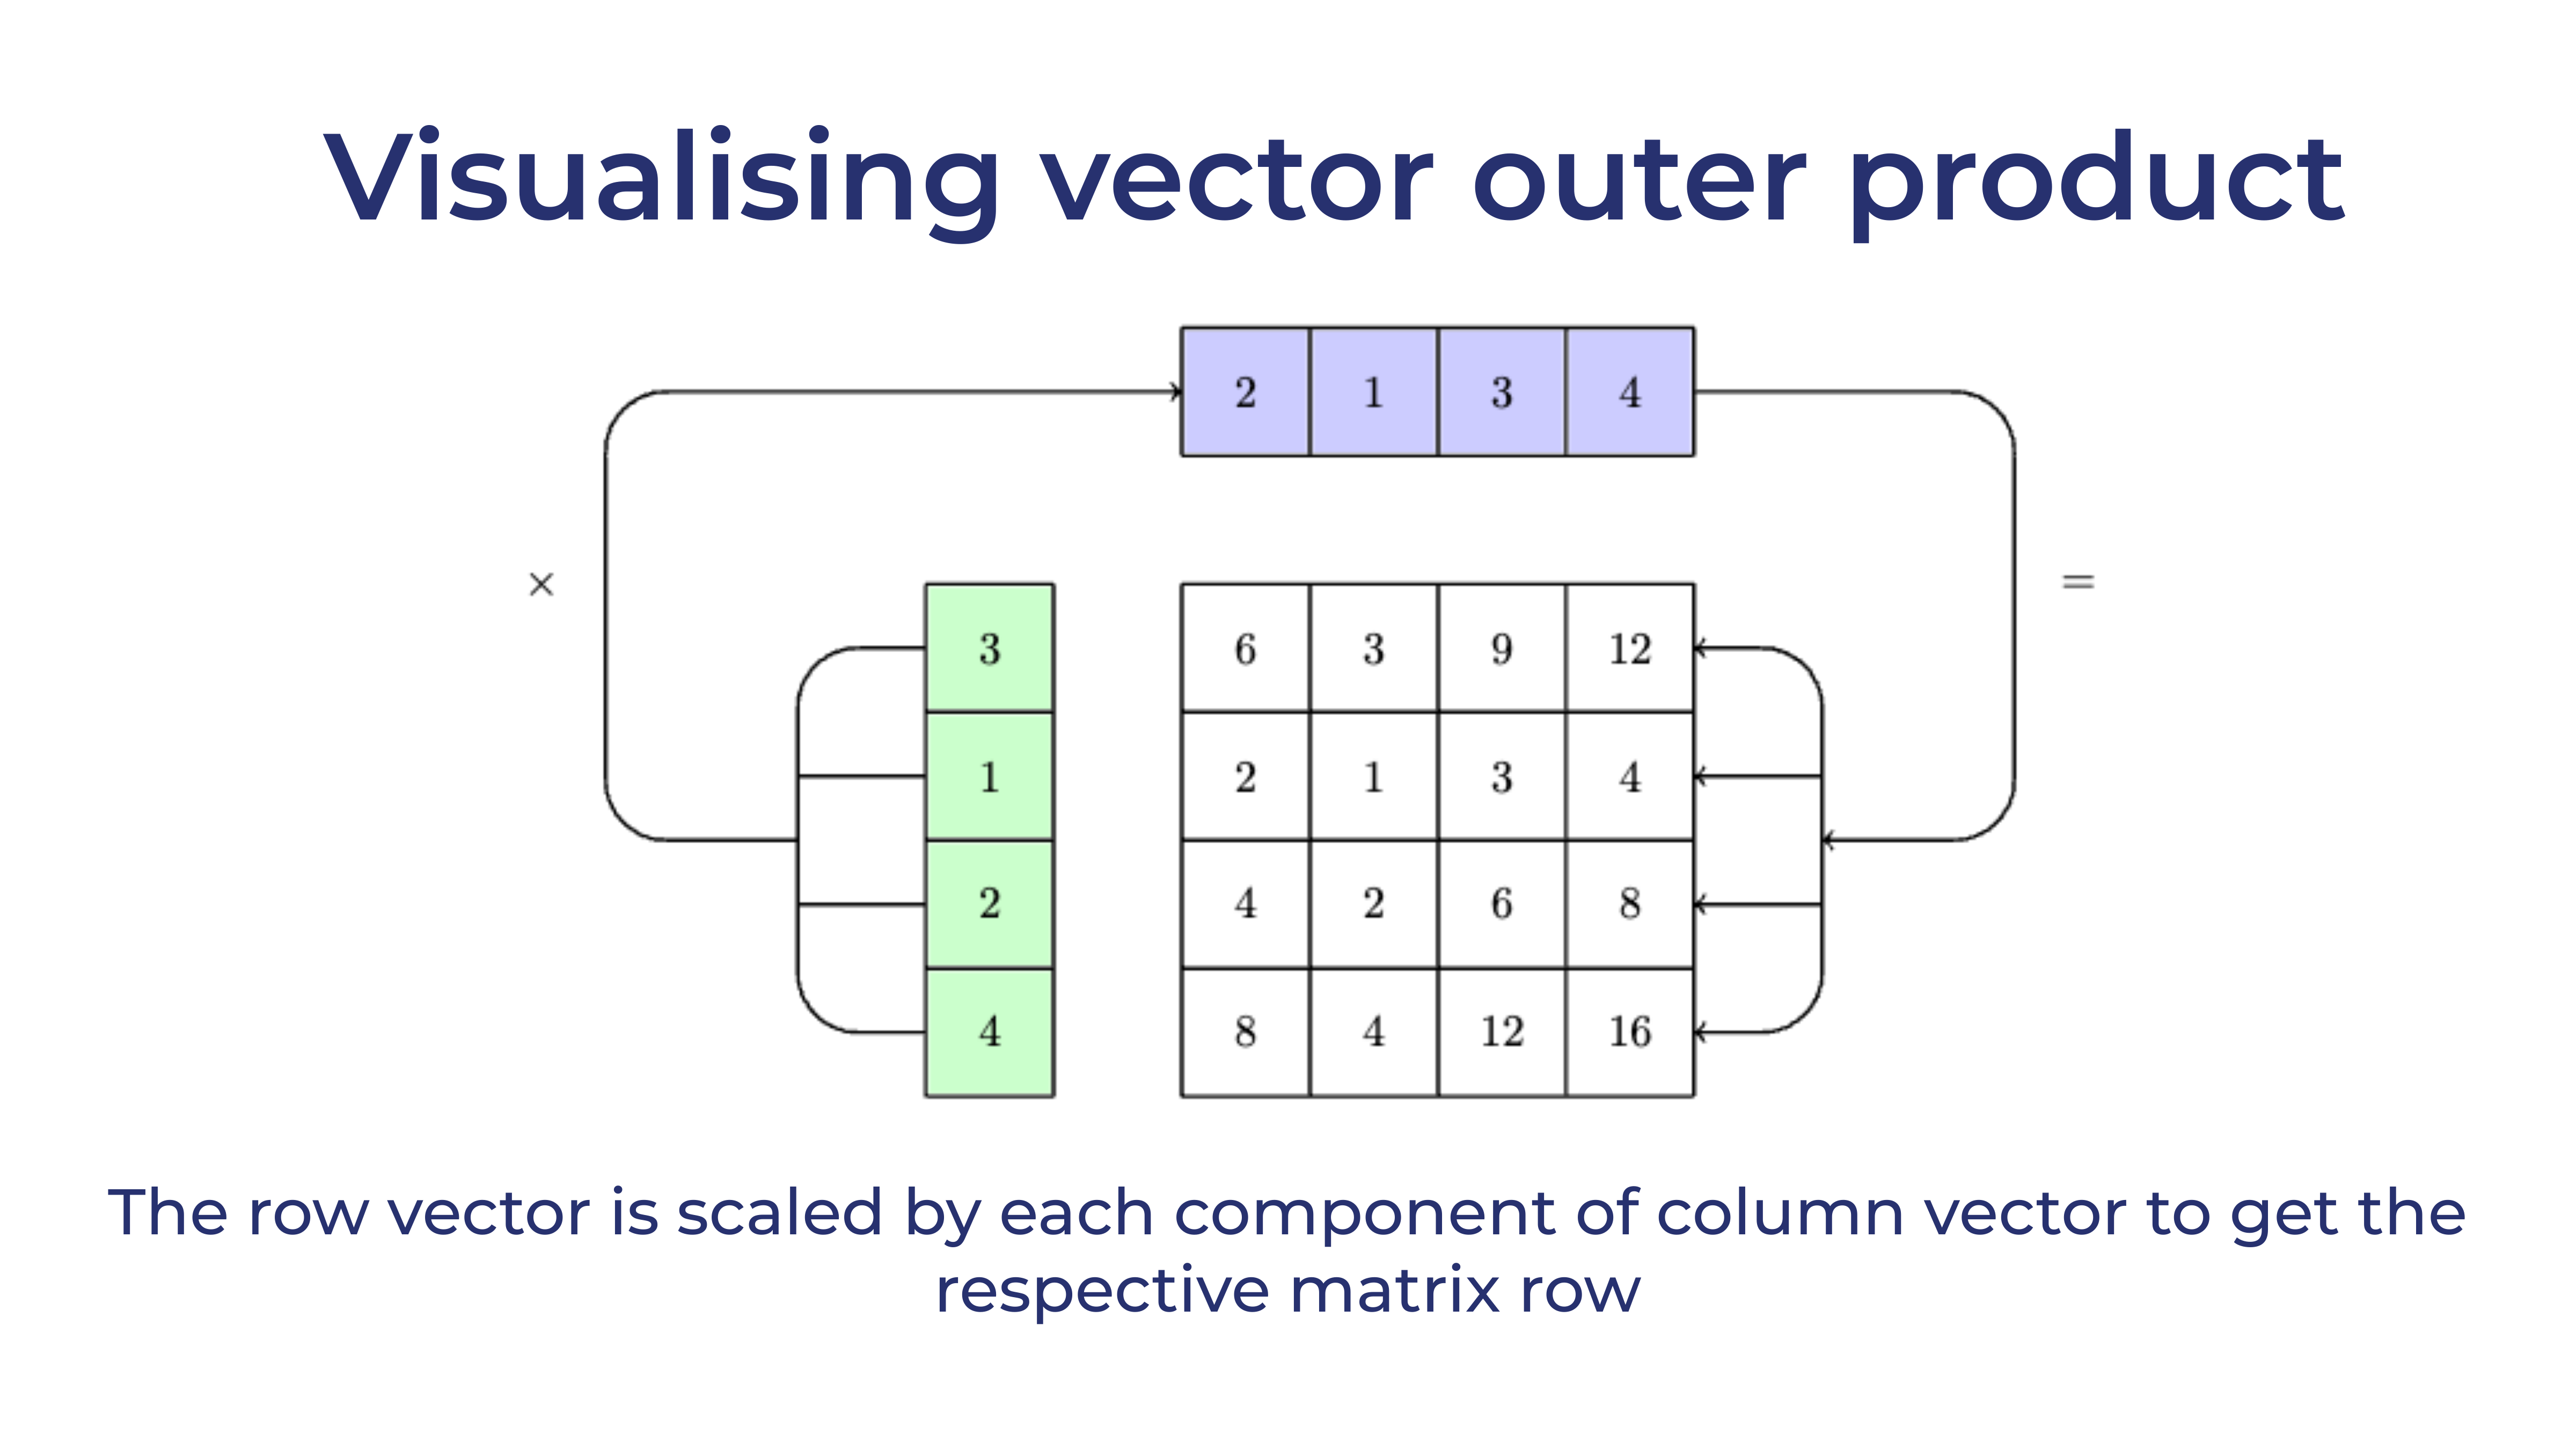 Visualising vector outer product
2 1 3 4
×
=
3 6 3 9 12
1 2 1 3 4
2 4 2 6 8
4 8 4 12 16
The row vector is scaled by each component of column vector to get the
respective matrix row